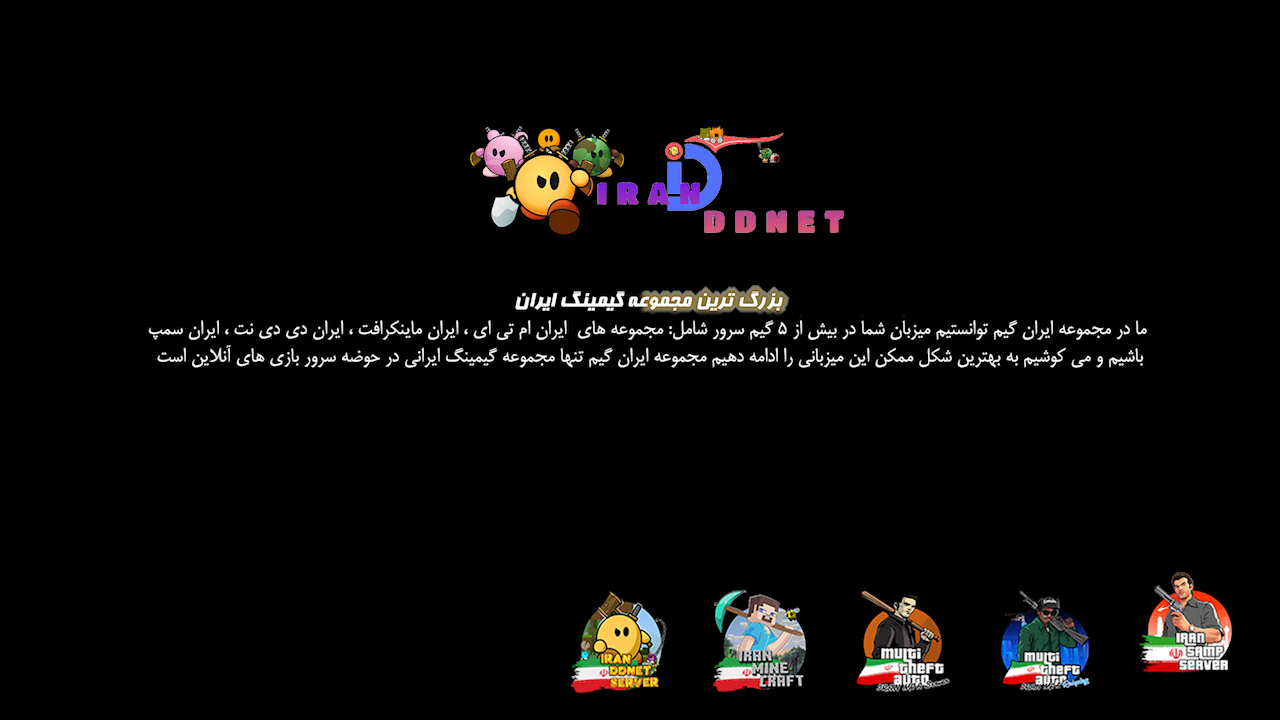 IRAN
DDNET
بزرگ ترین مجموعه گیمینگ ایران
ما در مجموعه ایران گیم توانستیم میزبان شما در بیش از ۵ گیم سرور شامل: مجموعه های ایران ام تی ای ، ایران ماینکرافت ، ایران دی دی نت ، ایران سمپ
باشیم و می کوشیم به بهترین شکل ممکن این میزبانی را ادامه دهیم مجموعه ایران گیم تنها مجموعه گیمینگ ایرانی در حوضه سرور بازی های آنلاین است
IRAN
DDNET
SERVER
IRAN
MINE
CRAFT
MULTI
THEFT
AUTO
MULTI
THEFT
AUTO
IRAN
SAMP
SERVER